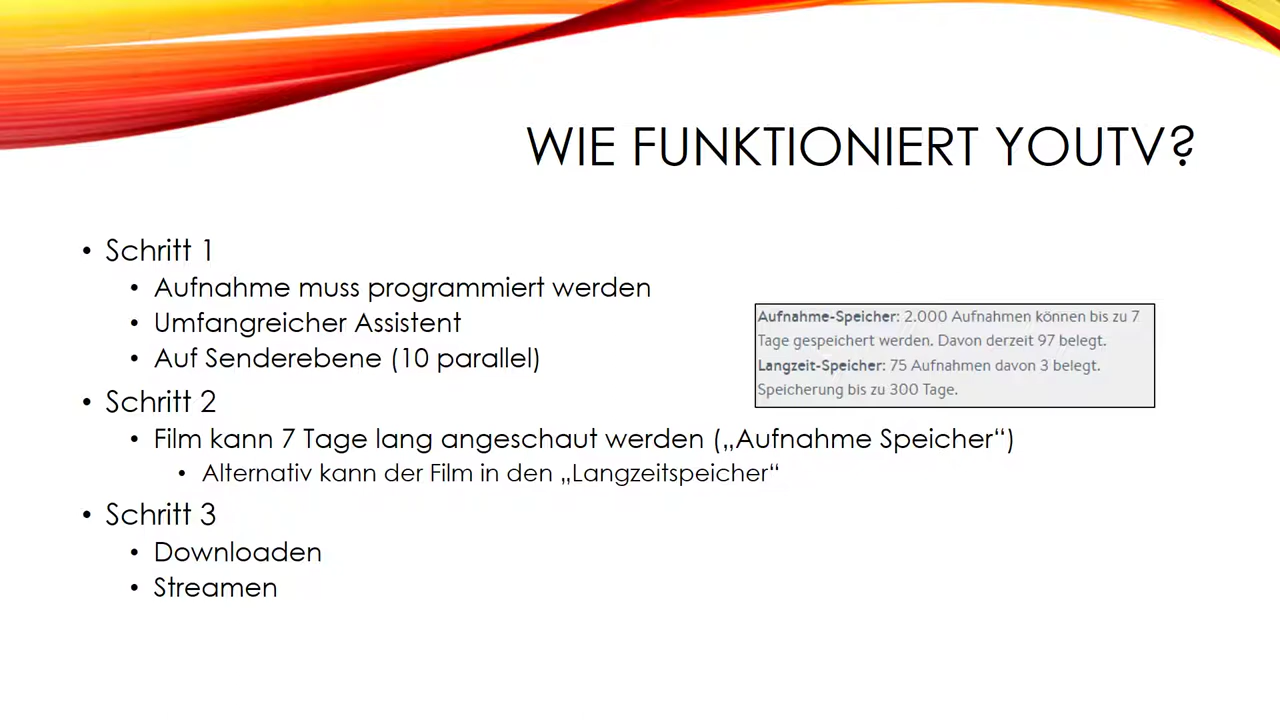 WIE FUNKTIONIERT YOUTV?
• Schritt 1
• Aufnahme muss programmiert werden
• Umfangreicher Assistent
• Auf Senderebene (10 parallel)
Aufnahme-Speicher: 2.000 Aufnahmen können bis zu 7
Tage gespeichert werden. Davon derzeit 97 belegt.
Langzeit-Speicher: 75 Aufnahmen davon 3 belegt.
Speicherung bis zu 300 Tage.
• Schritt 2
• Film kann 7 Tage lang angeschaut werden („Aufnahme Speicher“)
• Alternativ kann der Film in den „Langzeitspeicher“
• Schritt 3
• Downloaden
• Streamen